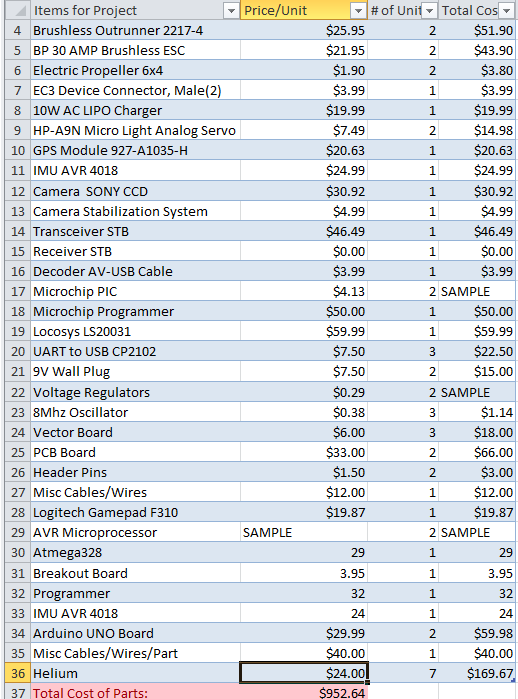 Items for Project Price/Unit # of Unit Total Cos
4 Brushless Outrunner 2217-4 $25.95 2 $51.90
5 BP 30 AMP Brushless ESC $21.95 2 $43.90
6 Electric Propeller 6x4 $1.90 2 $3.80
7 EC3 Device Connector, Male(2) $3.99 1 $3.99
8 10W AC LIPO Charger $19.99 1 $19.99
9 HP-A9N Micro Light Analog Servo $7.49 2 $14.98
10 GPS Module 927-A1035-H $20.63 1 $20.63
11 IMU AVR 4018 $24.99 1 $24.99
12 Camera SONY CCD $30.92 1 $30.92
13 Camera Stabilization System $4.99 1 $4.99
14 Transceiver STB $46.49 1 $46.49
15 Receiver STB $0.00 1 $0.00
16 Decoder AV-USB Cable $3.99 1 $3.99
17 Microchip PIC $4.13 2 SAMPLE
18 Microchip Programmer $50.00 1 $50.00
19 Locosys LS20031 $59.99 1 $59.99
20 UART to USB CP2102 $7.50 3 $22.50
21 9V Wall Plug $7.50 2 $15.00
22 Voltage Regulators $0.29 2 SAMPLE
23 8Mhz Oscillator $0.38 3 $1.14
24 Vector Board $6.00 3 $18.00
25 PCB Board $33.00 2 $66.00
26 Header Pins $1.50 2 $3.00
27 Misc Cables/Wires $12.00 1 $12.00
28 Logitech Gamepad F310 $19.87 1 $19.87
29 AVR Microprocessor SAMPLE 2 SAMPLE
30 Atmega328 29 1 29
31 Breakout Board 3.95 1 3.95
32 Programmer 32 1 32
33 IMU AVR 4018 24 1 24
34 Arduino UNO Board $29.99 2 $59.98
35 Misc Cables/Wires/Part $40.00 1 $40.00
36 Helium $24.00 7 $169.67
37 Total Cost of Parts: $952.64